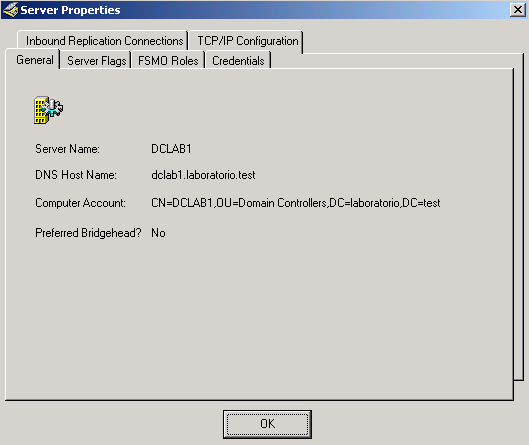 Server Properties
Inbound Replication Connections TCP/IP Configuration
General Server Flags FSMO Roles Credentials
Server Name: DCLAB1
DNS Host Name: dclab1.laboratorio.test
Computer Account: CN=DCLAB1,OU=Domain Controllers,DC=laboratorio,DC=test
Preferred Bridgehead? No
OK